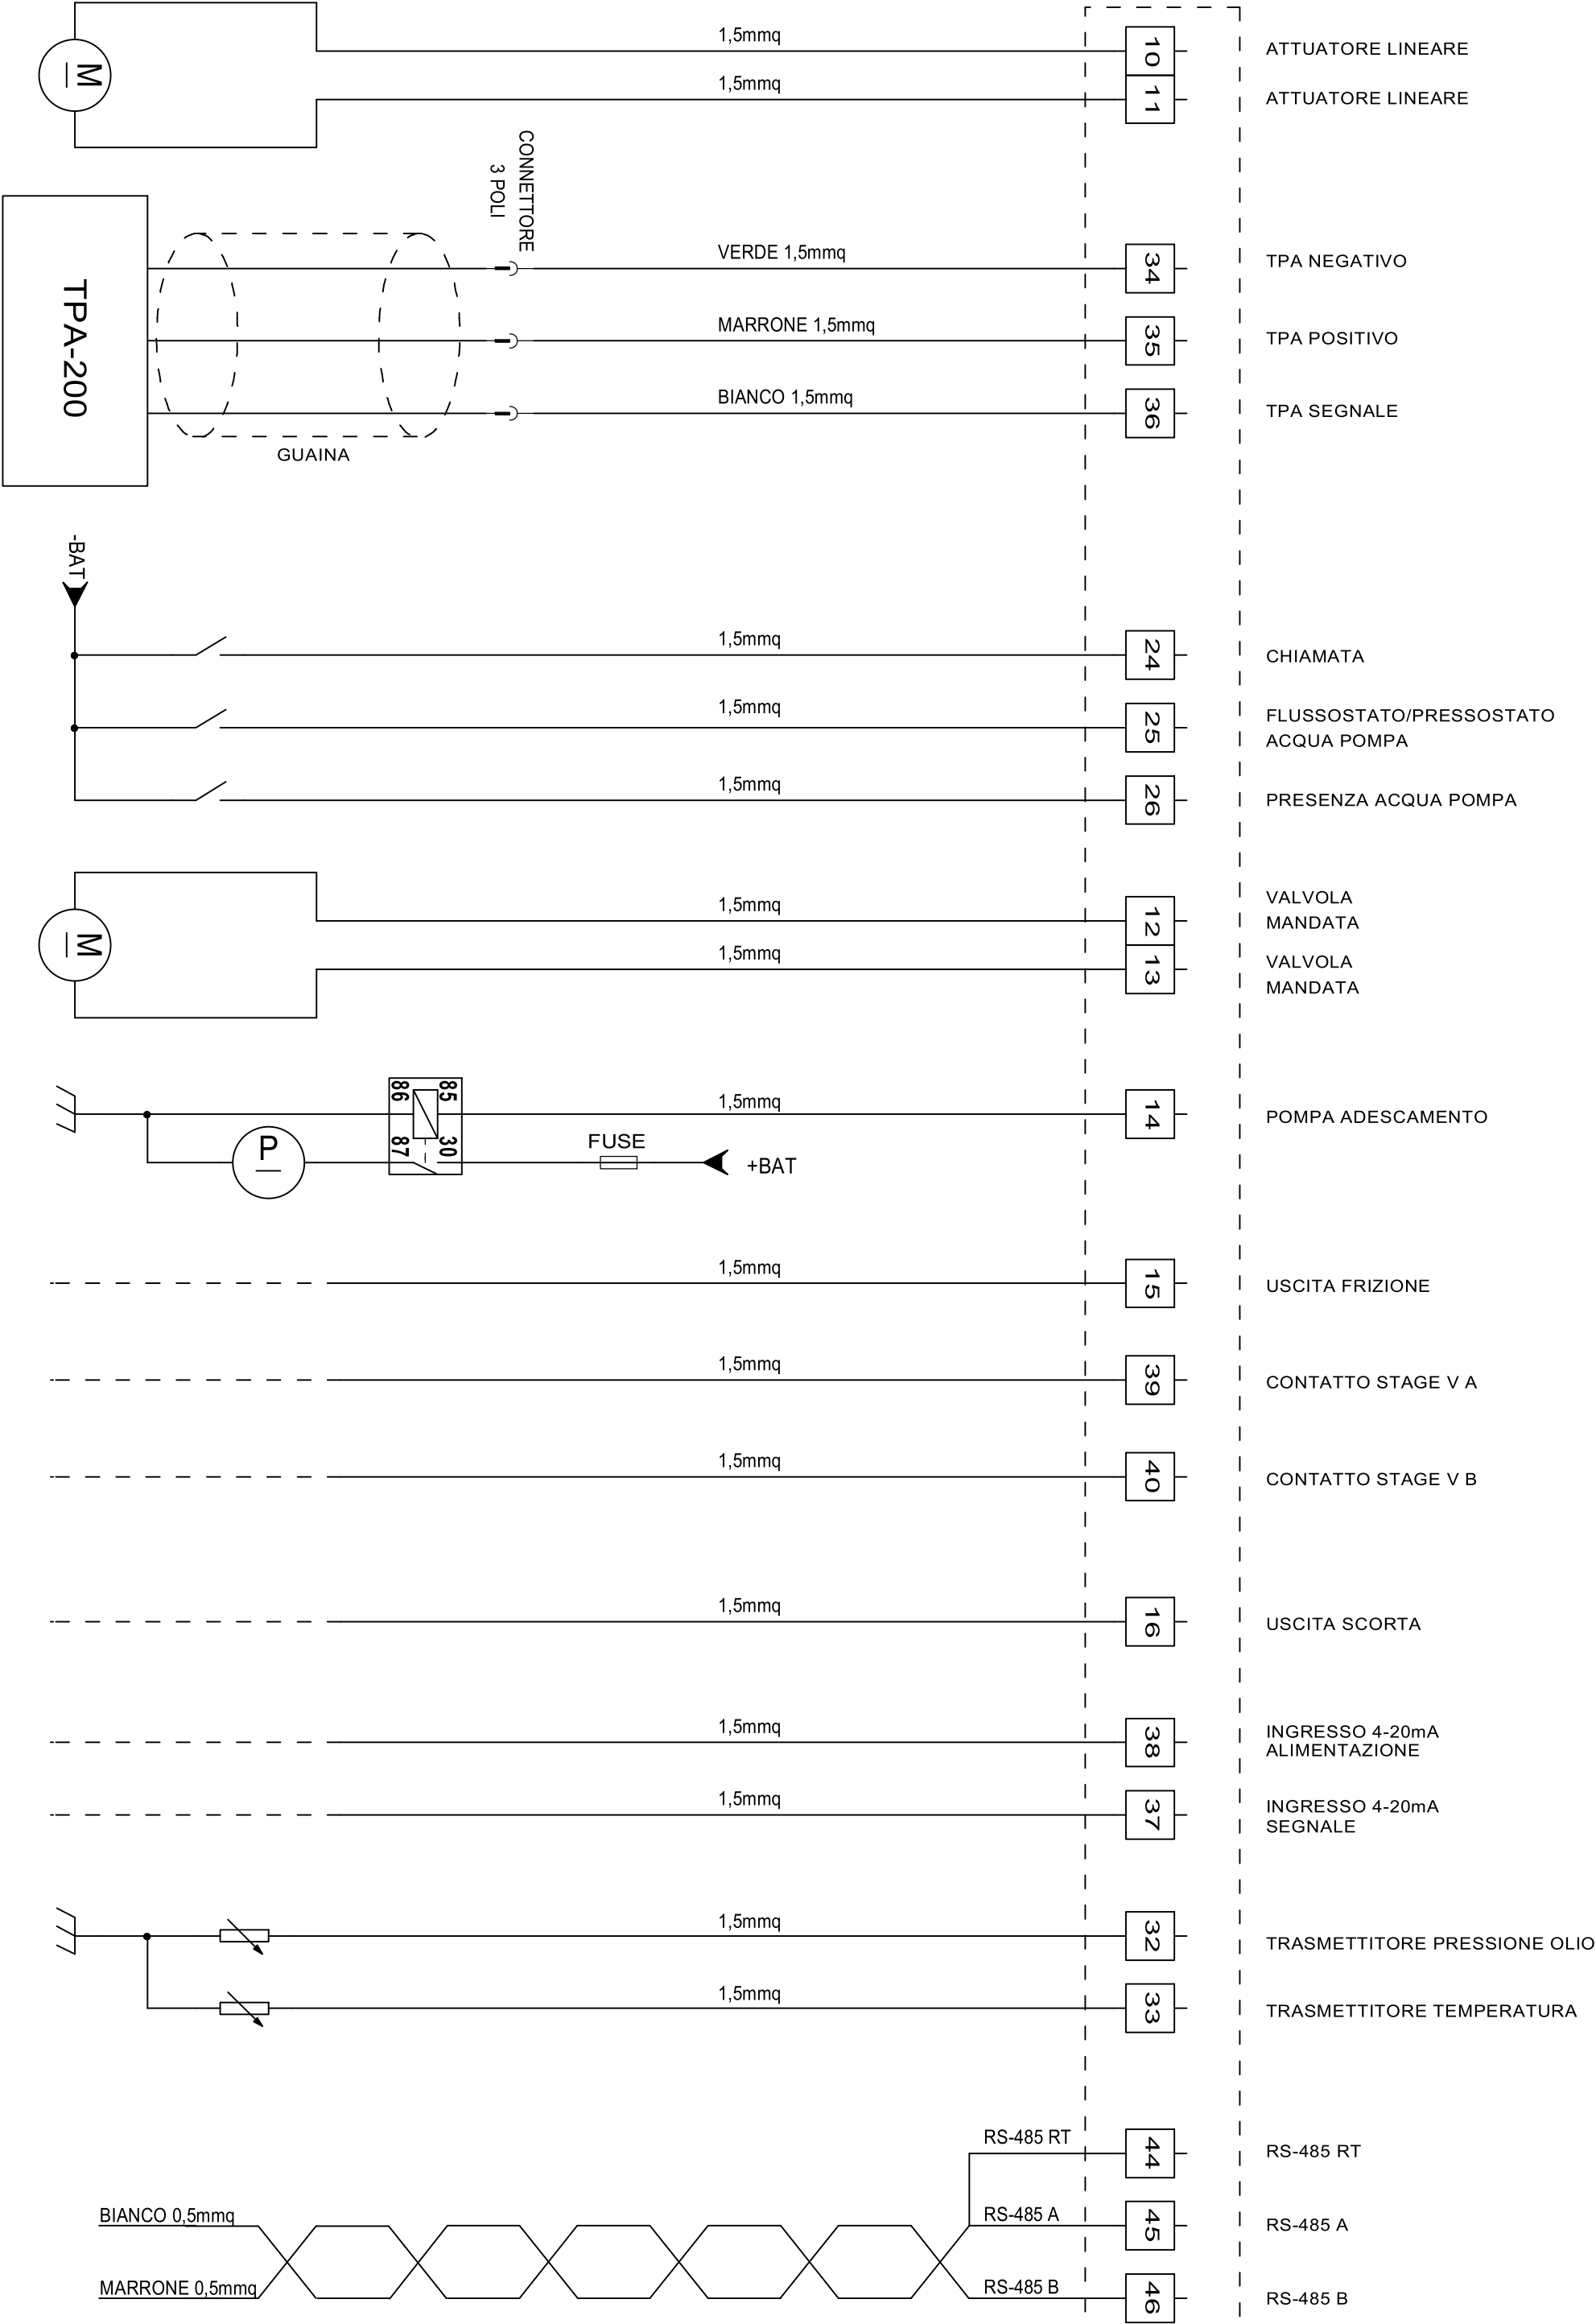 1,5mmq
10
ATTUATORE LINEARE
M
1,5mmq
11
ATTUATORE LINEARE
CONNETTORE
3 POLI
TPA-200
VERDE 1,5mmq
34
TPA NEGATIVO
MARRONE 1,5mmq
35
TPA POSITIVO
BIANCO 1,5mmq
36
TPA SEGNALE
GUAINA
-BAT
1,5mmq
24
CHIAMATA
1,5mmq
25
FLUSSOSTATO/PRESSOSTATO
ACQUA POMPA
1,5mmq
26
PRESENZA ACQUA POMPA
1,5mmq
12
VALVOLA
MANDATA
M
1,5mmq
13
VALVOLA
MANDATA
86
85
1,5mmq
14
POMPA ADESCAMENTO
P
87
30
FUSE
+BAT
1,5mmq
15
USCITA FRIZIONE
1,5mmq
39
CONTATTO STAGE V A
1,5mmq
40
CONTATTO STAGE V B
1,5mmq
16
USCITA SCORTA
1,5mmq
38
INGRESSO 4-20mA
ALIMENTAZIONE
1,5mmq
37
INGRESSO 4-20mA
SEGNALE
1,5mmq
32
TRASMETTITORE PRESSIONE OLIO
1,5mmq
33
TRASMETTITORE TEMPERATURA
RS-485 RT
44
RS-485 RT
BIANCO 0,5mmq
RS-485 A
45
RS-485 A
MARRONE 0,5mmq
RS-485 B
46
RS-485 B